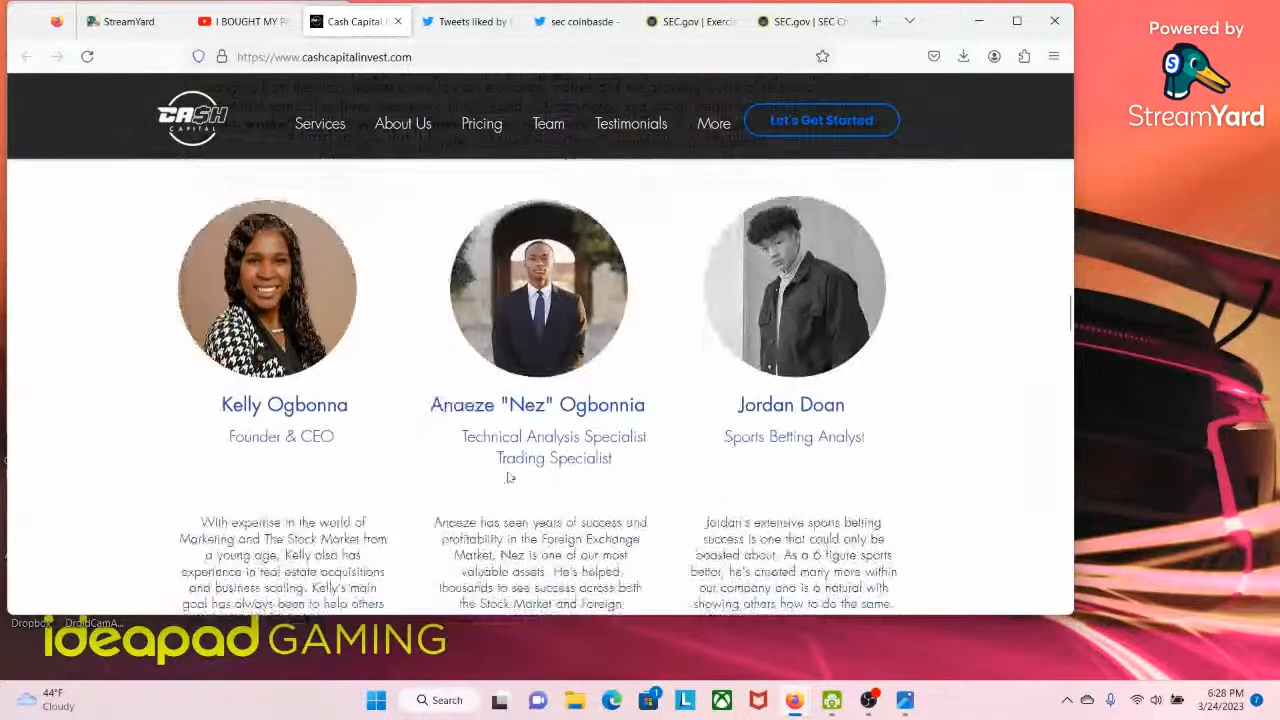 StreamYard
I BOUGHT MY P
Cash Capital I
Tweets liked by
sec coinbasde -
SEC.gov | Exercis
SEC.gov | SEC Ch
https://www.cashcapitalinvest.com
Powered by
StreamYard
CASH
CAPITAL
Services
About Us
Pricing
Team
Testimonials
More
Let's Get Started
Kelly Ogbonna
Founder & CEO
With expertise in the world of
Marketing and The Stock Market from
a young age, Kelly also has
experience in real estate acquisitions
and business scaling. Kelly's main
goal has always been to help others
Anaeze "Nez" Ogbonnia
Technical Analysis Specialist
Trading Specialist
Anaeze has seen years of success and
profitability in the Foreign Exchange
Market. Nez is one of our most
valuable assets. He's helped
thousands to see success across both
the Stock Market and Foreign
Jordan Doan
Sports Betting Analyst
Jordan's extensive sports betting
success is one that could only be
boasted about. As a 6 figure sports
better, he's created many more within
our company and is a natural with
showing others how to do the same.
Dropbox
DroidCamA...
ideapad GAMING
44°F
Cloudy
Search
6:28 PM
3/24/2023